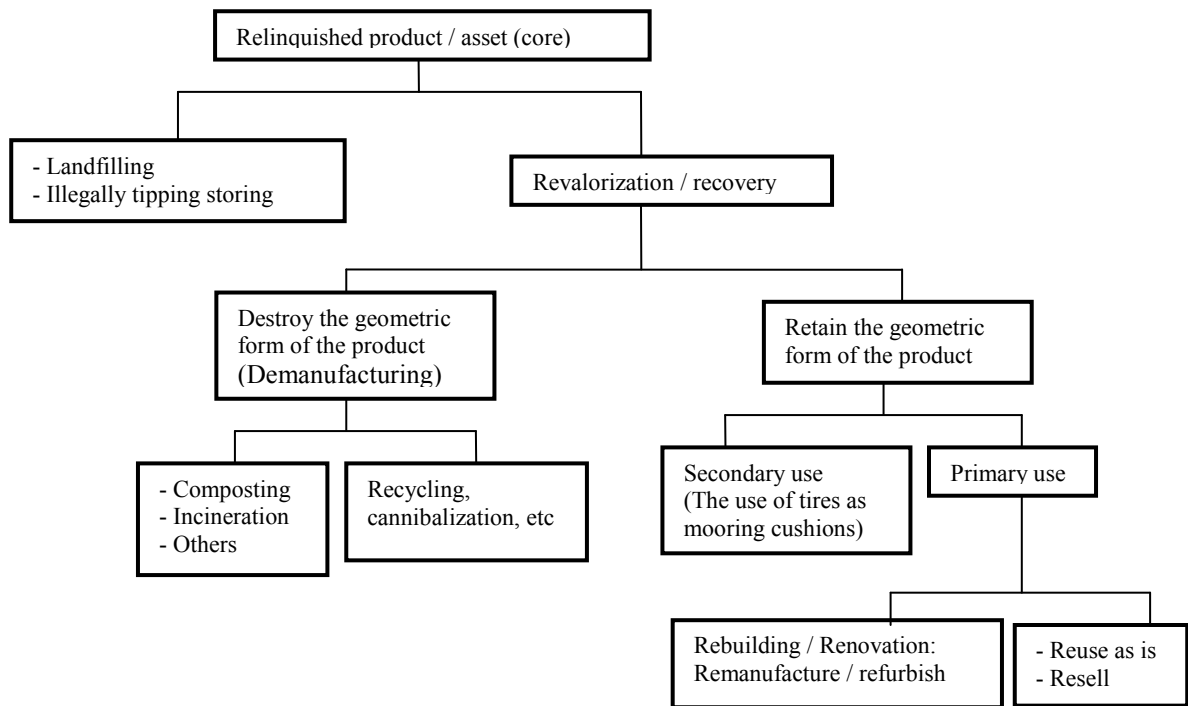 Relinquished product / asset (core)
- Landfilling
- Illegally tipping storing
Revalorization / recovery
Destroy the geometric
form of the product
(Demanufacturing)
Retain the geometric
form of the product
- Composting
- Incineration
- Others
Recycling,
cannibalization, etc
Secondary use
(The use of tires as
mooring cushions)
Primary use
Rebuilding / Renovation:
Remanufacture / refurbish
- Reuse as is
- Resell